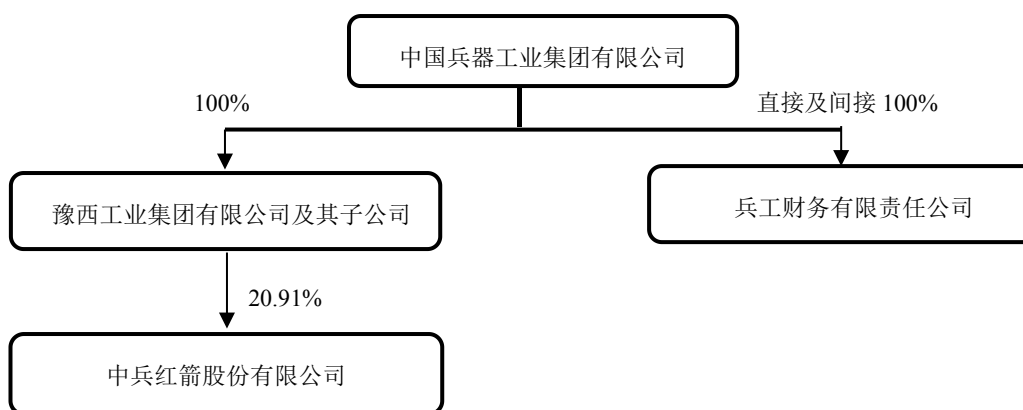 中国兵器工业集团有限公司
100%
直接及间接 100%
豫西工业集团有限公司及其子公司
兵工财务有限责任公司
20.91%
中兵红箭股份有限公司